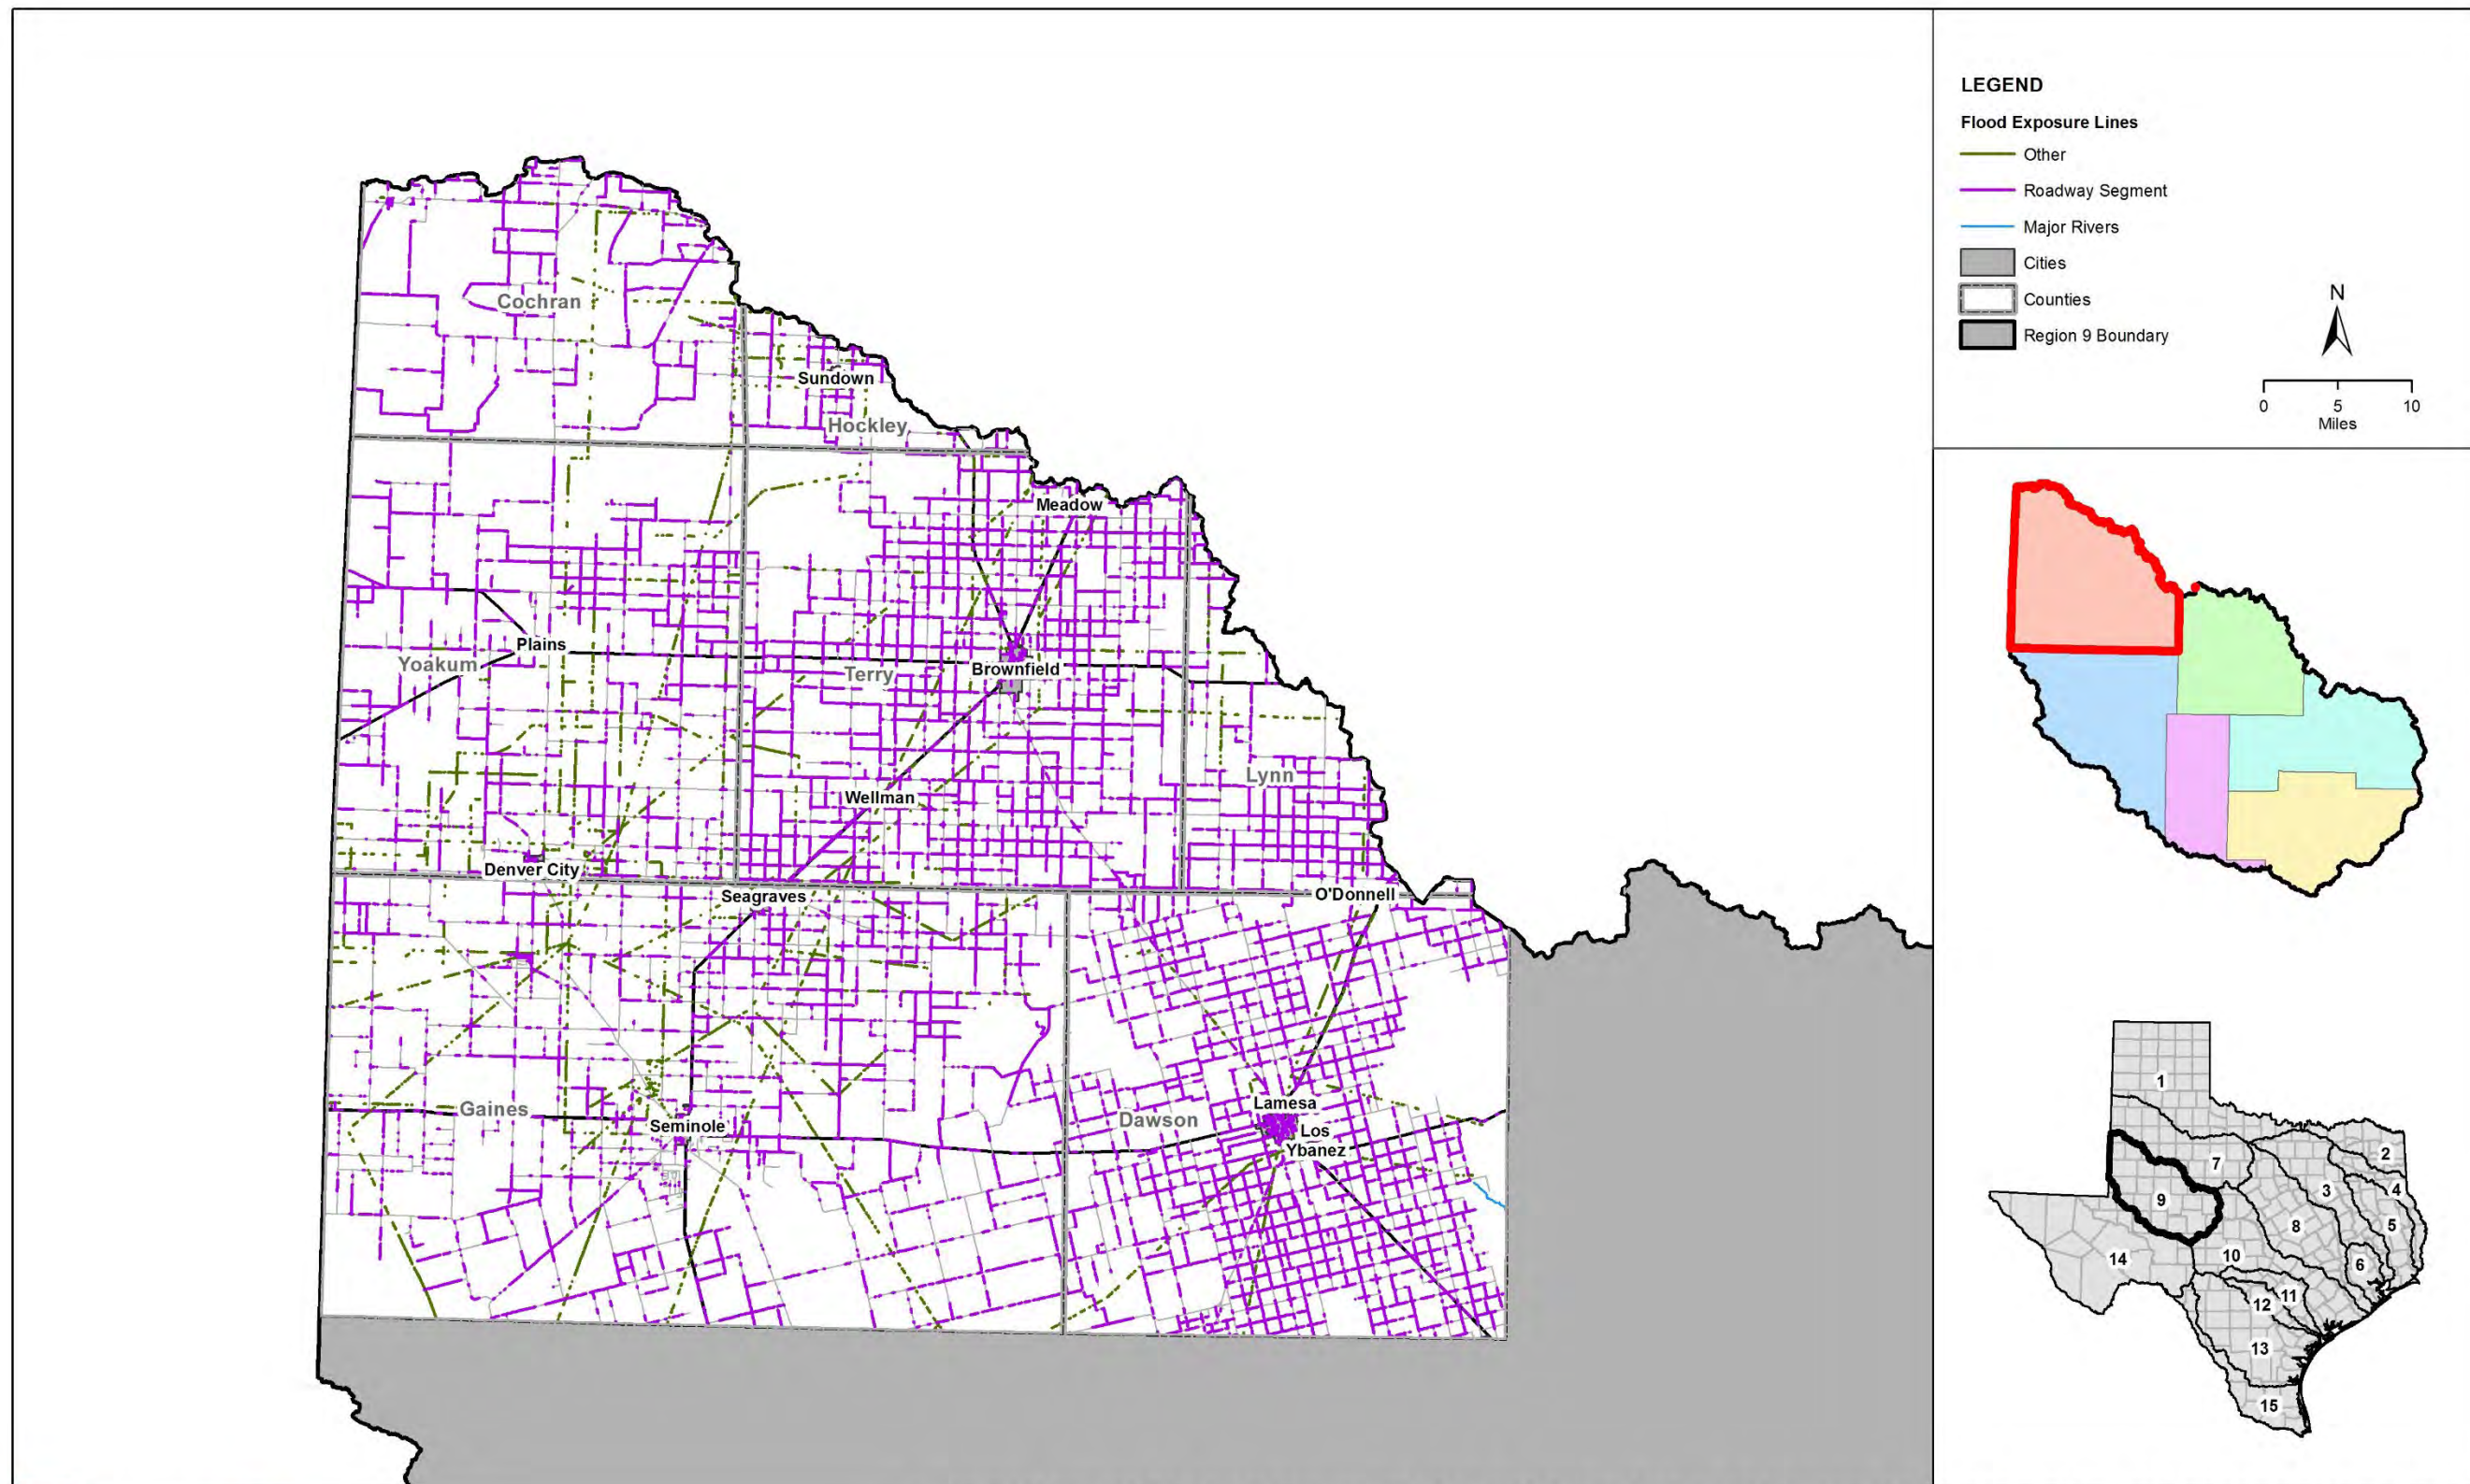 LEGEND
Flood Exposure Lines
Other
Roadway Segment
Major Rivers
Cities
Counties
Region 9 Boundary
N
0 5 10
Miles
Cochran
Sundown
Hockley
Meadow
Plains
Yoakum
Terry
Brownfield
Lynn
Wellman
Denver City
Seagraves
O'Donnell
Gaines
Seminole
Dawson
Lamesa
Los
Ybanez
1
2
7
3
4
9
5
8
10
14
6
11
12
13
15